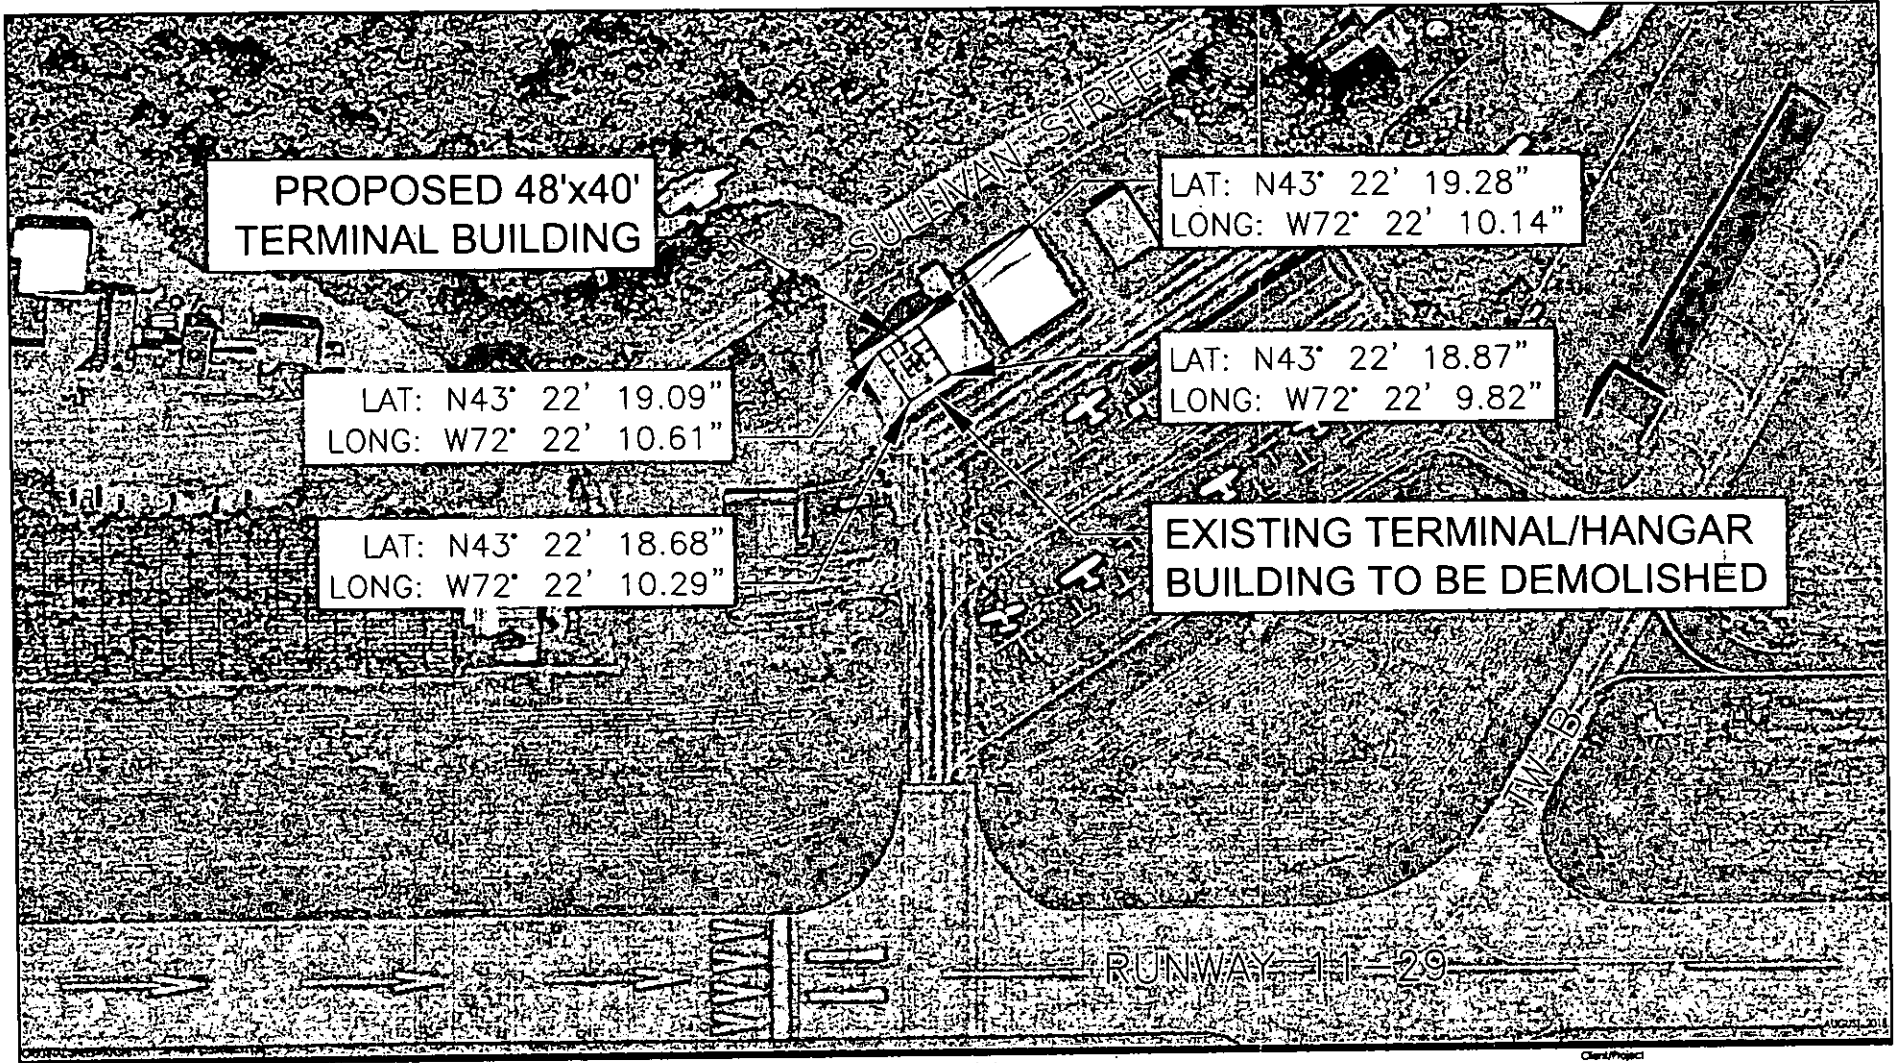 SULLIVAN STREET
PROPOSED 48'x40'
TERMINAL BUILDING
LAT: N43° 22' 19.28"
LONG: W72° 22' 10.14"
LAT: N43° 22' 18.87"
LONG: W72° 22' 9.82"
LAT: N43° 22' 19.09"
LONG: W72° 22' 10.61"
LAT: N43° 22' 18.68"
LONG: W72° 22' 10.29"
EXISTING TERMINAL/HANGAR
BUILDING TO BE DEMOLISHED
TW B
RUNWAY 11-29
Client/Project